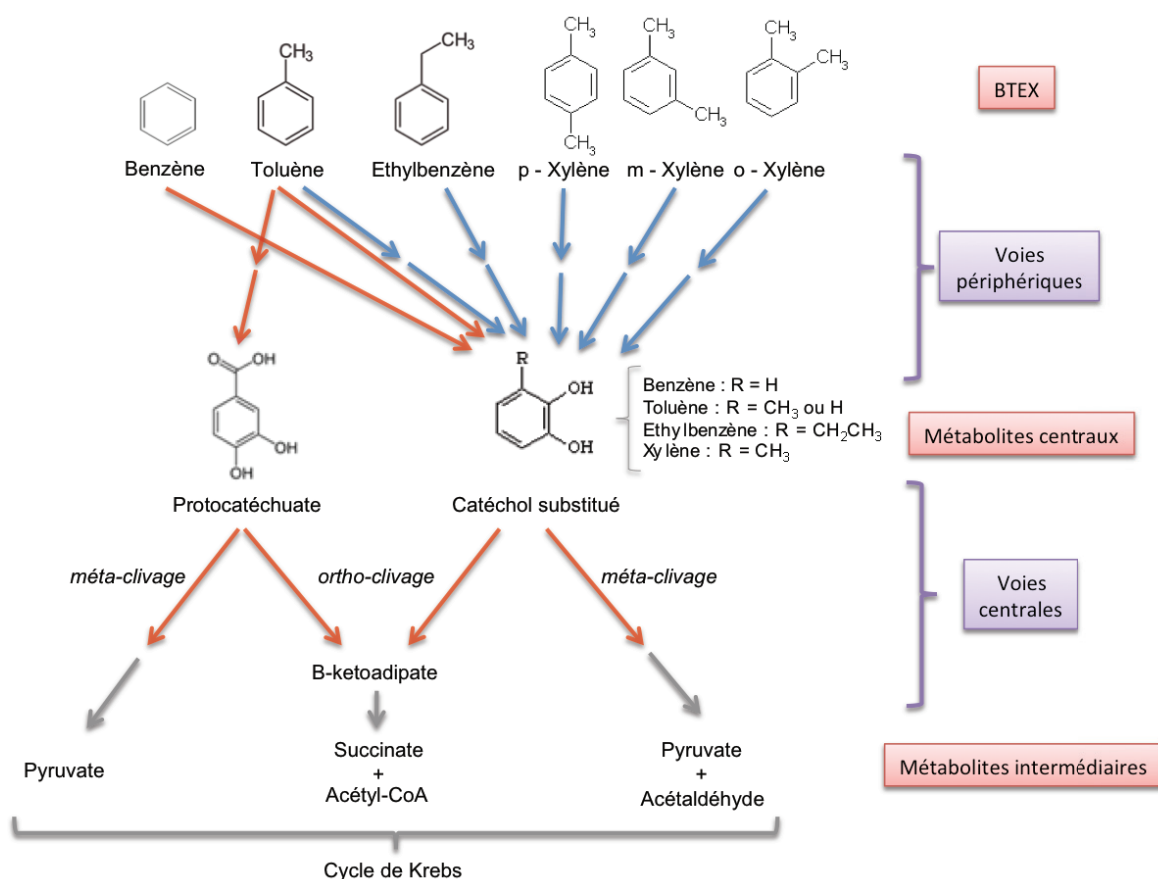 CH₃
CH₃
CH₃
CH₃
CH₃
CH₃
CH₃
CH₃
BTEX
Benzène
Toluène
Ethylbenzène
p - Xylène
m - Xylène
o - Xylène
Voies
périphériques
O
OH
OH
OH
R
OH
OH
Benzène : R = H
Toluène : R = CH₃ ou H
Ethylbenzène : R = CH₂CH₃
Xylène : R = CH₃
Métabolites centraux
Protocatéchuate
Catéchol substitué
méta-clivage
ortho-clivage
méta-clivage
Voies
centrales
B-ketoadipate
Pyruvate
Succinate
+
Acétyl-CoA
Pyruvate
+
Acétaldéhyde
Métabolites intermédiaires
Cycle de Krebs